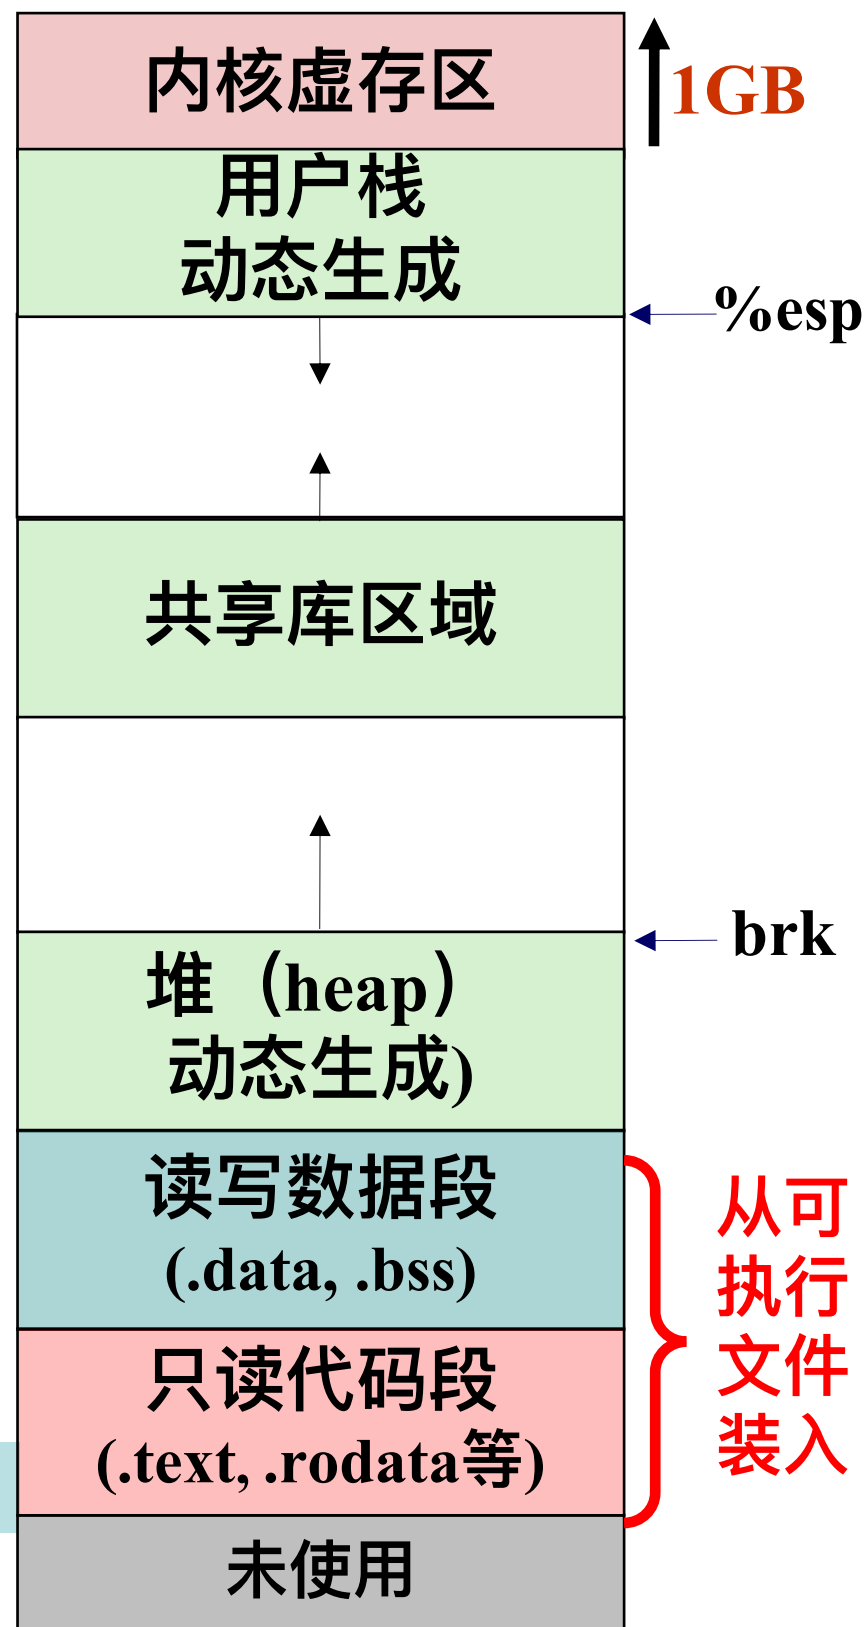 内核虚存区
1GB
用户栈
动态生成
%esp
共享库区域
brk
堆（heap）
动态生成)
读写数据段
(.data, .bss)
从可
执行
文件
装入
只读代码段
(.text, .rodata等)
未使用